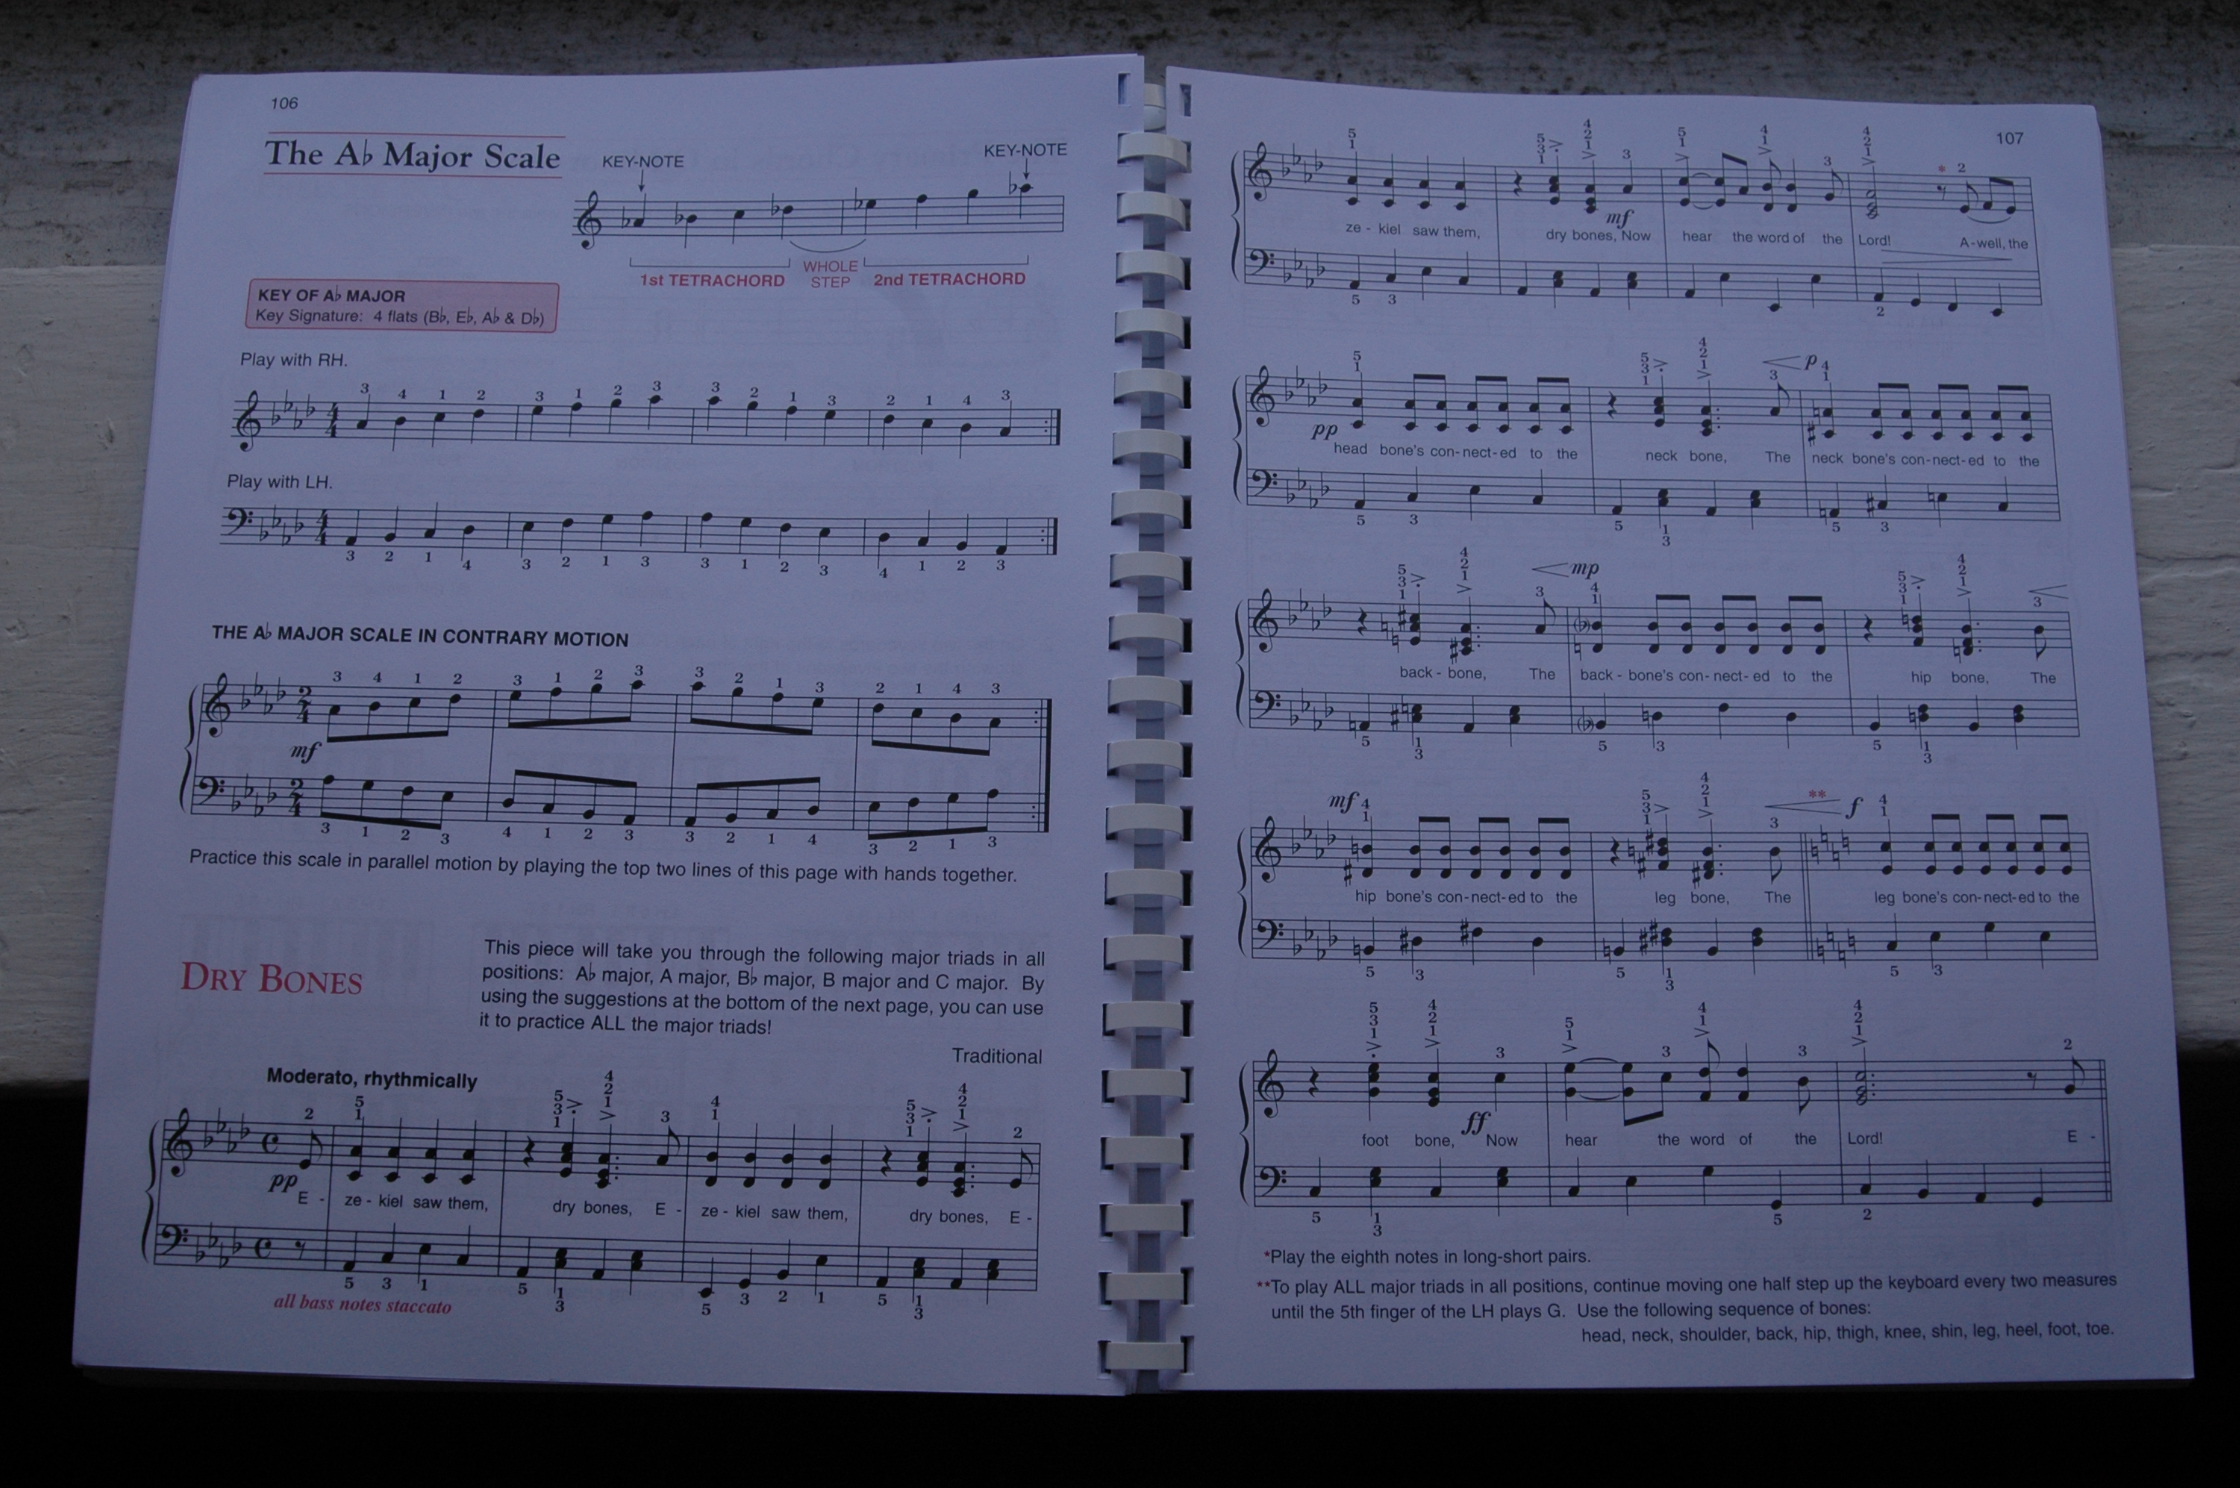 106
The A♭ Major Scale
KEY-NOTE
KEY-NOTE
1st TETRACHORD
WHOLE
STEP
2nd TETRACHORD
KEY OF A♭ MAJOR
Key Signature: 4 flats (B♭, E♭, A♭ & D♭)
Play with RH.
3 4 1 2 3 1 2 3 3 2 1 3 2 1 4 3
Play with LH.
3 2 1 4 3 2 1 3 3 1 2 3 4 1 2 3
THE A♭ MAJOR SCALE IN CONTRARY MOTION
3 4 1 2 3 1 2 3 3 2 1 3 2 1 4 3
mf
3 1 2 3 4 1 2 3 3 2 1 4 3 2 1 3
Practice this scale in parallel motion by playing the top two lines of this page with hands together.
DRY BONES
This piece will take you through the following major triads in all
positions: A♭ major, A major, B♭ major, B major and C major. By
using the suggestions at the bottom of the next page, you can use
it to practice ALL the major triads!
Traditional
Moderato, rhythmically
pp
E - ze - kiel saw them, dry bones, E - ze - kiel saw them, dry bones, E -
all bass notes staccato
107
mf
ze - kiel saw them, dry bones, Now hear the word of the Lord! A-well, the
p
pp
head bone's con-nect-ed to the neck bone, The neck bone's con-nect-ed to the
mp
back - bone, The back - bone's con-nect-ed to the hip bone, The
mf ** f
hip bone's con-nect-ed to the leg bone, The leg bone's con-nect-ed to the
ff
foot bone, Now hear the word of the Lord! E -
*Play the eighth notes in long-short pairs.
**To play ALL major triads in all positions, continue moving one half step up the keyboard every two measures
until the 5th finger of the LH plays G. Use the following sequence of bones:
head, neck, shoulder, back, hip, thigh, knee, shin, leg, heel, foot, toe.